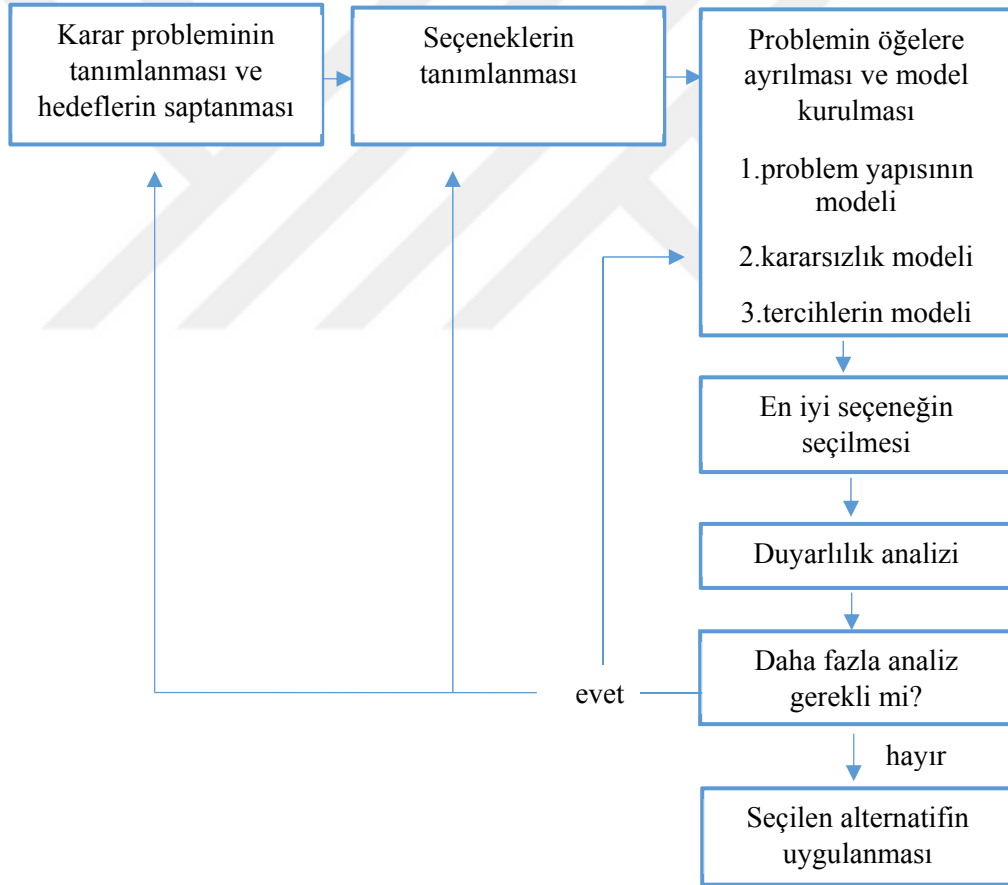 Karar probleminin
tanımlanması ve
hedeflerin saptanması
Seçeneklerin
tanımlanması
Problemin öğelere
ayrılması ve model
kurulması
1.problem yapısının
modeli
2.kararsızlık modeli
3.tercihlerin modeli
En iyi seçeneğin
seçilmesi
Duyarlılık analizi
Daha fazla analiz
gerekli mi?
evet
hayır
Seçilen alternatifin
uygulanması